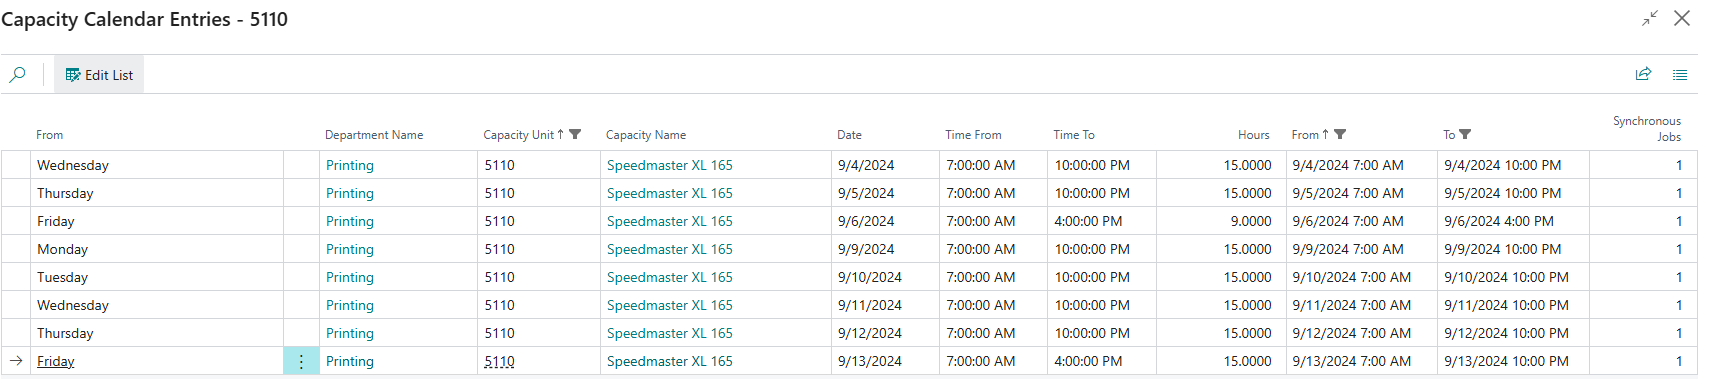 Capacity Calendar Entries - 5110
Edit List
From Department Name Capacity Unit↑ Capacity Name Date Time From Time To Hours From↑ To Synchronous Jobs
Wednesday Printing 5110 Speedmaster XL 165 9/4/2024 7:00:00 AM 10:00:00 PM 15.0000 9/4/2024 7:00 AM 9/4/2024 10:00 PM 1
Thursday Printing 5110 Speedmaster XL 165 9/5/2024 7:00:00 AM 10:00:00 PM 15.0000 9/5/2024 7:00 AM 9/5/2024 10:00 PM 1
Friday Printing 5110 Speedmaster XL 165 9/6/2024 7:00:00 AM 4:00:00 PM 9.0000 9/6/2024 7:00 AM 9/6/2024 4:00 PM 1
Monday Printing 5110 Speedmaster XL 165 9/9/2024 7:00:00 AM 10:00:00 PM 15.0000 9/9/2024 7:00 AM 9/9/2024 10:00 PM 1
Tuesday Printing 5110 Speedmaster XL 165 9/10/2024 7:00:00 AM 10:00:00 PM 15.0000 9/10/2024 7:00 AM 9/10/2024 10:00 PM 1
Wednesday Printing 5110 Speedmaster XL 165 9/11/2024 7:00:00 AM 10:00:00 PM 15.0000 9/11/2024 7:00 AM 9/11/2024 10:00 PM 1
Thursday Printing 5110 Speedmaster XL 165 9/12/2024 7:00:00 AM 10:00:00 PM 15.0000 9/12/2024 7:00 AM 9/12/2024 10:00 PM 1
Friday Printing 5110 Speedmaster XL 165 9/13/2024 7:00:00 AM 4:00:00 PM 15.0000 9/13/2024 7:00 AM 9/13/2024 10:00 PM 1